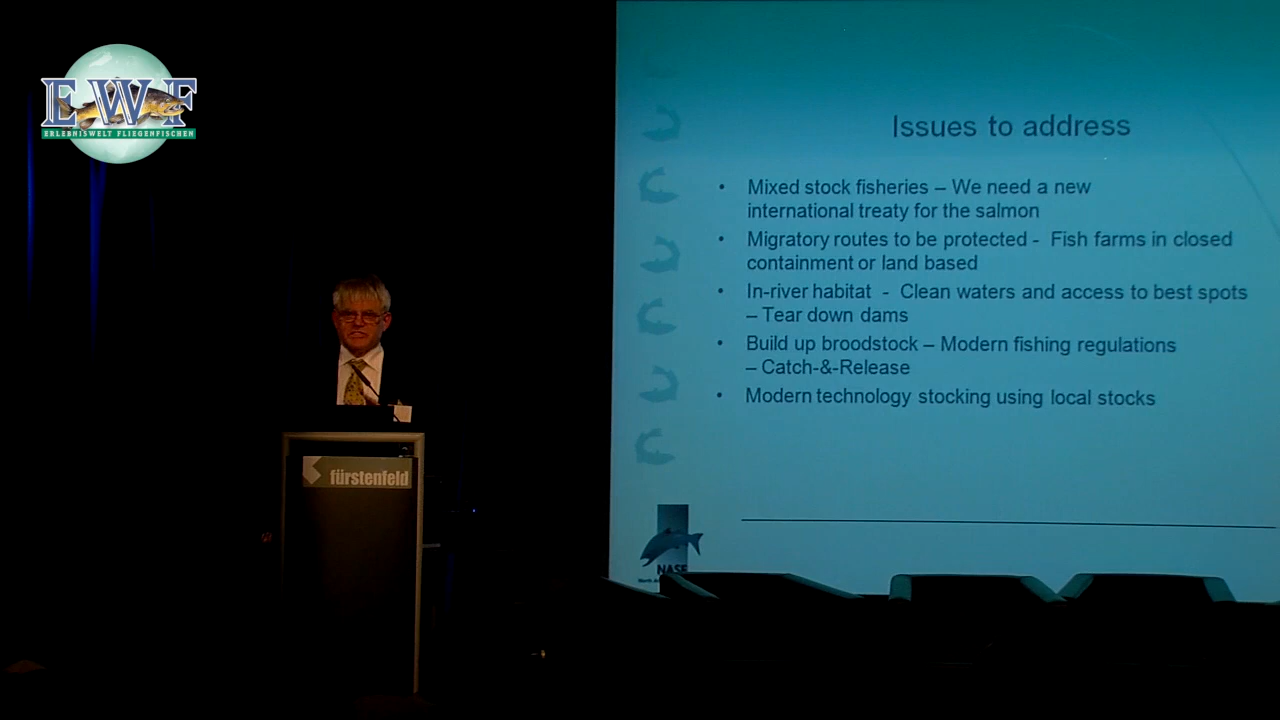 EWF
ERLEBNISWELT FLIEGENFISCHEN
fürstenfeld
Issues to address
• Mixed stock fisheries – We need a new
international treaty for the salmon
• Migratory routes to be protected - Fish farms in closed
containment or land based
• In-river habitat - Clean waters and access to best spots
– Tear down dams
• Build up broodstock – Modern fishing regulations
– Catch-&-Release
• Modern technology stocking using local stocks
NASF
North